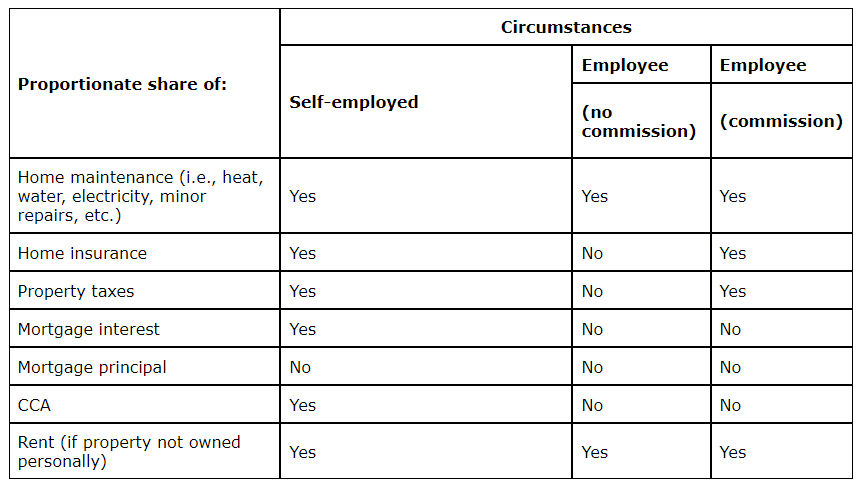 Proportionate share of:
Circumstances
Self-employed
Employee
Employee
(no
commission)
(commission)
Home maintenance (i.e., heat,
water, electricity, minor
repairs, etc.)
Yes
Yes
Yes
Home insurance
Yes
No
Yes
Property taxes
Yes
No
Yes
Mortgage interest
Yes
No
No
Mortgage principal
No
No
No
CCA
Yes
No
No
Rent (if property not owned
personally)
Yes
Yes
Yes